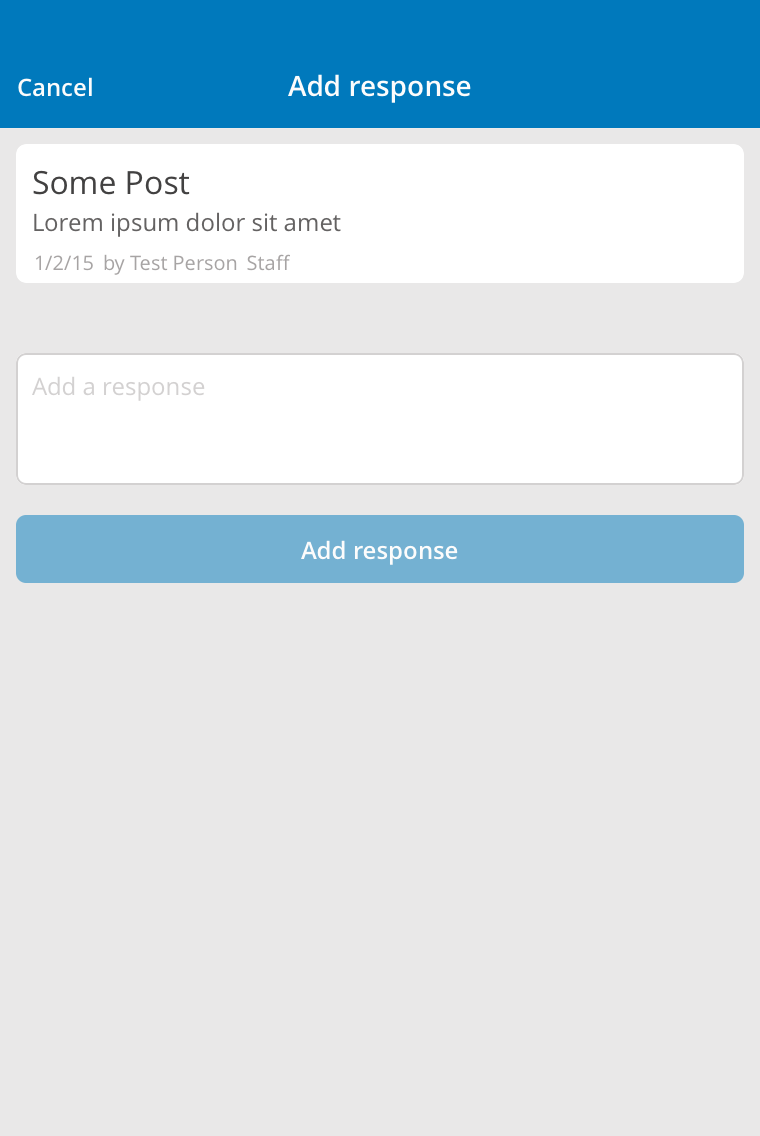 Cancel Add response
Some Post
Lorem ipsum dolor sit amet
1/2/15 by Test Person Staff
Add a response
Add response